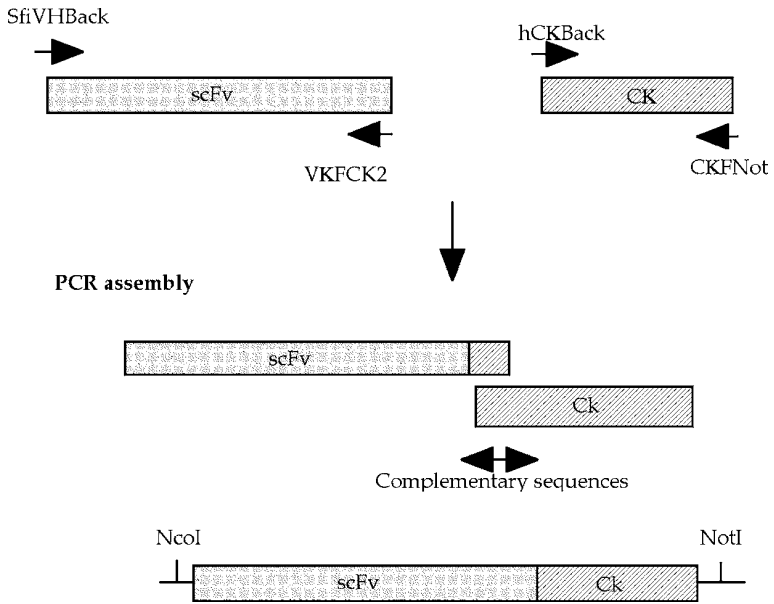 SfiVHBack
hCKBack
scFv
CK
VKFCK2
CKFNot
PCR assembly
scFv
Ck
Complementary sequences
NcoI
NotI
scFv
Ck